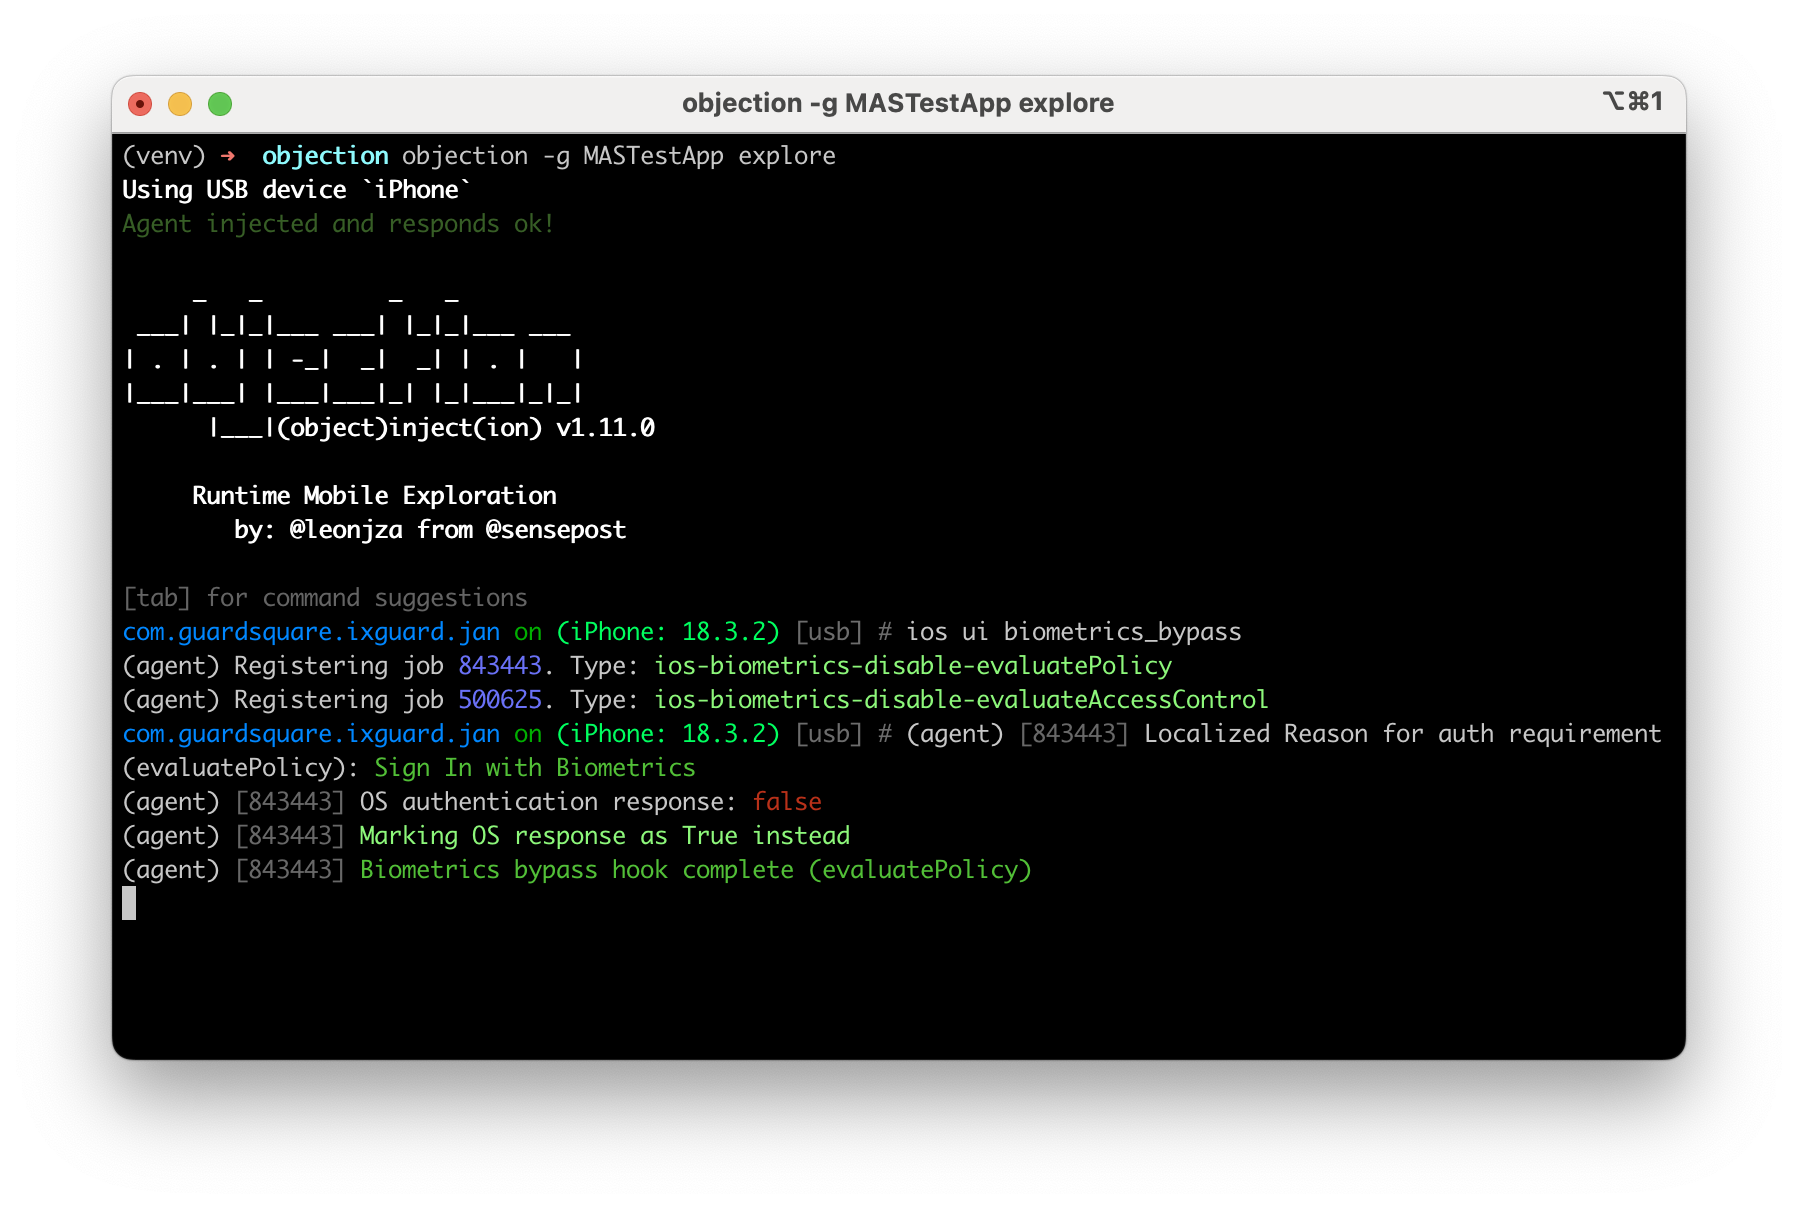 objection -g MASTestApp explore
⌥⌘1
(venv) ➜  objection objection -g MASTestApp explore
Using USB device `iPhone`
Agent injected and responds ok!
     _   _         _   _
 ___| |_|_|___ ___| |_|_|___ ___
| . | . | | -_|  _|  _| | . |   |
|___|___| |___|___|_| |_|___|_|_|
      |___|(object)inject(ion) v1.11.0
     Runtime Mobile Exploration
        by: @leonjza from @sensepost
[tab] for command suggestions
com.guardsquare.ixguard.jan on (iPhone: 18.3.2) [usb] # ios ui biometrics_bypass
(agent) Registering job 843443. Type: ios-biometrics-disable-evaluatePolicy
(agent) Registering job 500625. Type: ios-biometrics-disable-evaluateAccessControl
com.guardsquare.ixguard.jan on (iPhone: 18.3.2) [usb] # (agent) [843443] Localized Reason for auth requirement
(evaluatePolicy): Sign In with Biometrics
(agent) [843443] OS authentication response: false
(agent) [843443] Marking OS response as True instead
(agent) [843443] Biometrics bypass hook complete (evaluatePolicy)